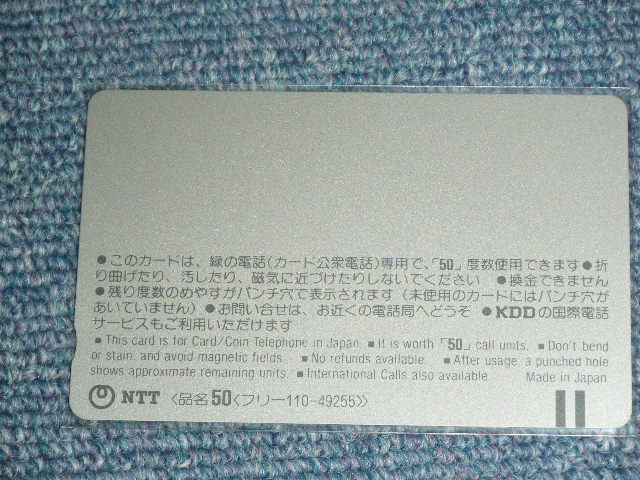 ●このカードは、緑の電話(カード公衆電話)専用で、「50」度数使用できます●折
り曲げたり、汚したり、磁気に近づけたりしないでください ●換金できません
●残り度数のめやすがパンチ穴で表示されます(未使用のカードにはパンチ穴が
あいていません)●お問い合せは、お近くの電話局へどうぞ ●KDDの国際電話
サービスもご利用いただけます
■ This card is for Card/Coin Telephone in Japan. ■ It is worth「50」call units. ■ Don't bend
or stain, and avoid magnetic fields. ■ No refunds available. ■ After usage, a punched hole
shows approximate remaining units. ■ International Calls also available Made in Japan
NTT 〈品名50〈フリー110-49255〉〉